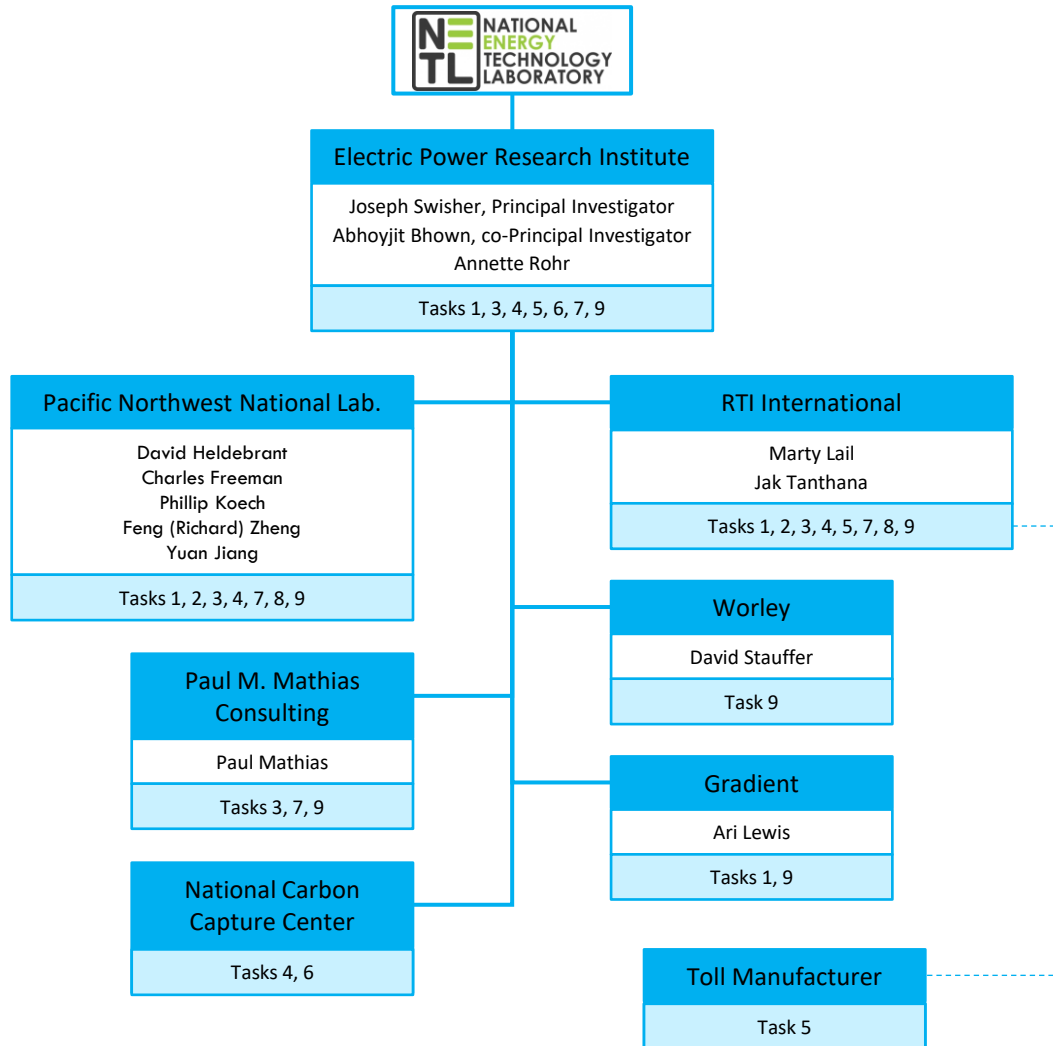 NE
TL
NATIONAL
ENERGY
TECHNOLOGY
LABORATORY
Electric Power Research Institute
Joseph Swisher, Principal Investigator
Abhoyjit Bhown, co-Principal Investigator
Annette Rohr
Tasks 1, 3, 4, 5, 6, 7, 9
Pacific Northwest National Lab.
David Heldebrant
Charles Freeman
Phillip Koech
Feng (Richard) Zheng
Yuan Jiang
Tasks 1, 2, 3, 4, 7, 8, 9
RTI International
Marty Lail
Jak Tanthana
Tasks 1, 2, 3, 4, 5, 7, 8, 9
Worley
David Stauffer
Task 9
Paul M. Mathias
Consulting
Paul Mathias
Tasks 3, 7, 9
Gradient
Ari Lewis
Tasks 1, 9
National Carbon
Capture Center
Tasks 4, 6
Toll Manufacturer
Task 5